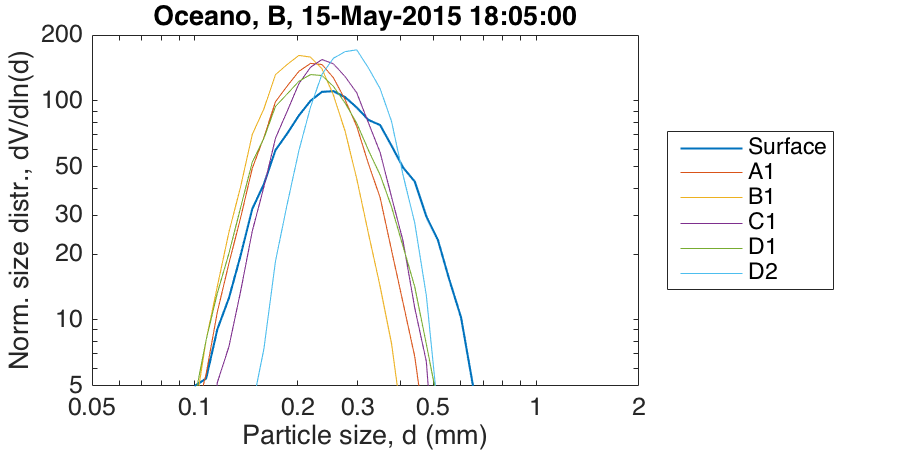 Oceano, B, 15-May-2015 18:05:00
Norm. size distr., dV/dln(d)
200
100
50
30
20
10
5
0.05 0.1 0.2 0.3 0.5 1 2
Particle size, d (mm)
Surface
A1
B1
C1
D1
D2